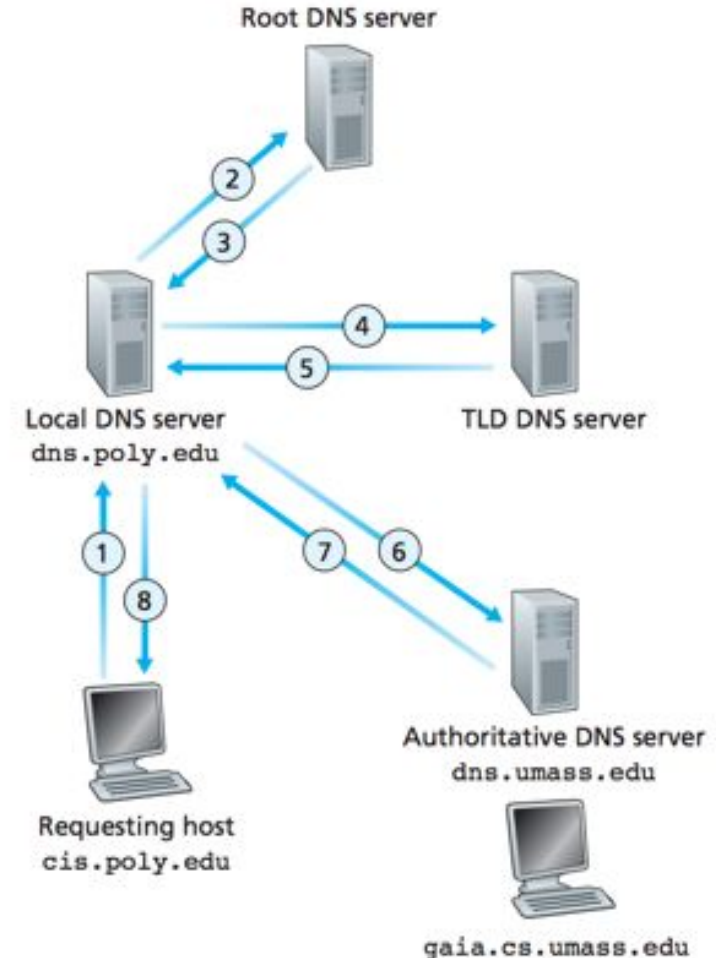 Root DNS server
2
3
4
5
Local DNS server
dns.poly.edu
TLD DNS server
1
8
7
6
Requesting host
cis.poly.edu
Authoritative DNS server
dns.umass.edu
gaia.cs.umass.edu